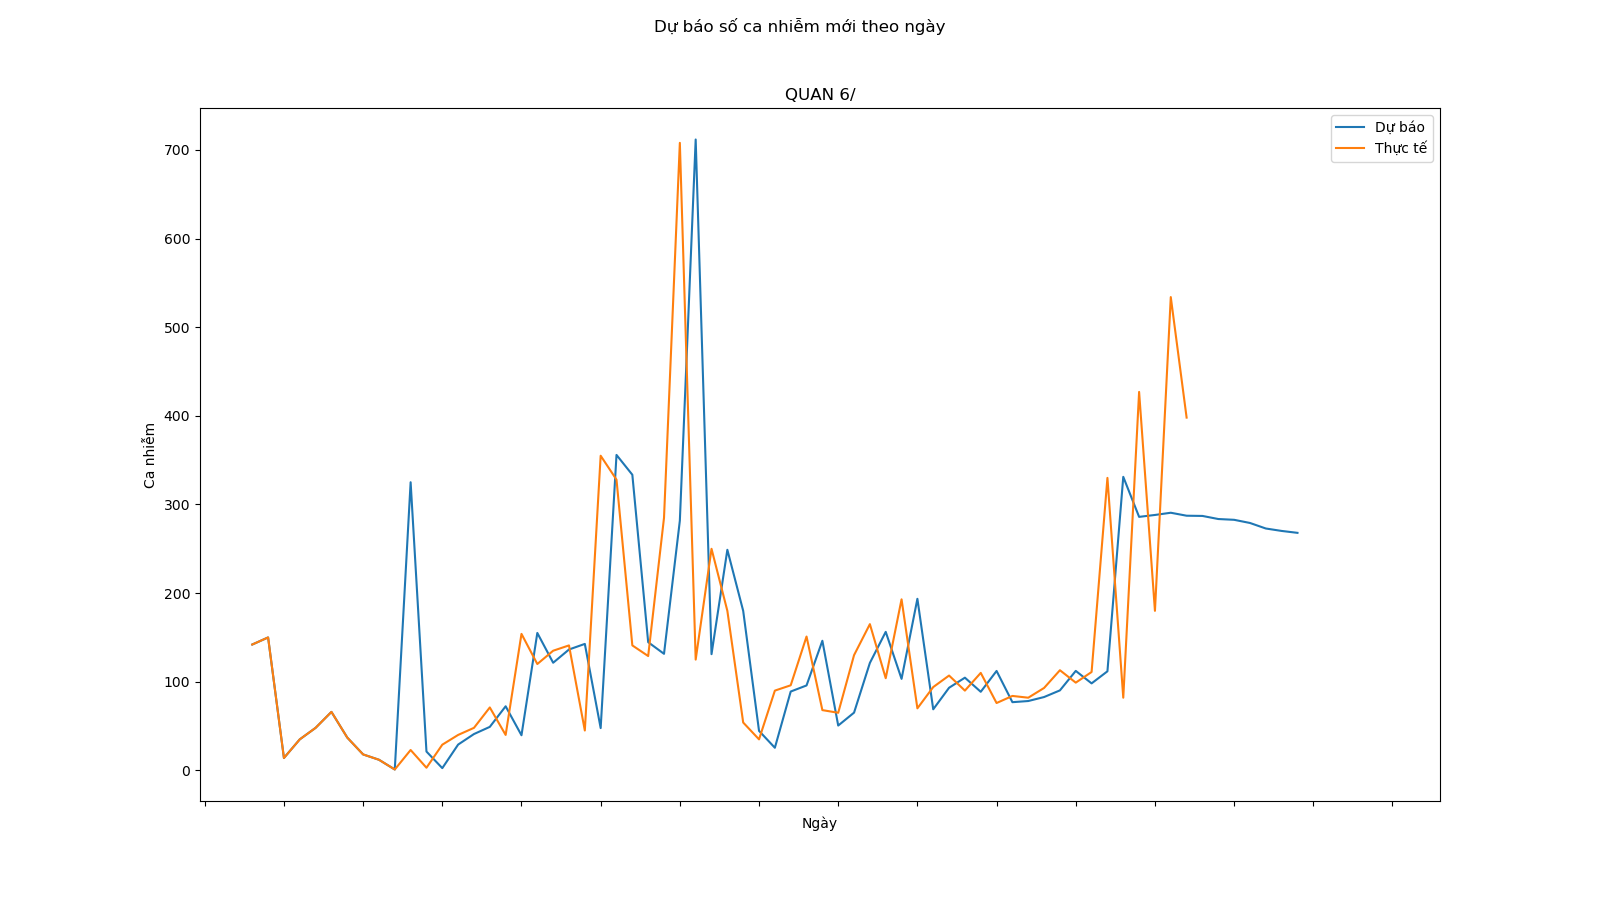 Dự báo số ca nhiễm mới theo ngày
QUAN 6/
Dự báo
Thực tế
700
600
500
400
300
200
100
0
Ca nhiễm
Ngày